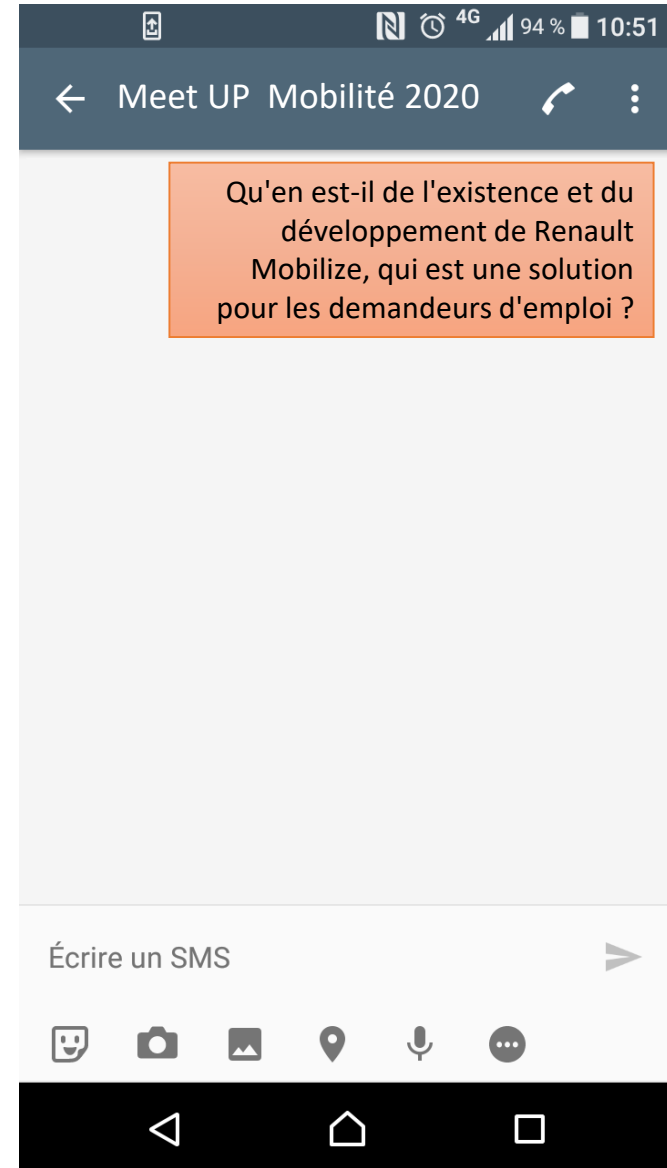 4G 94 % 10:51
Meet UP Mobilité 2020
Qu'en est-il de l'existence et du
développement de Renault
Mobilize, qui est une solution
pour les demandeurs d'emploi ?
Écrire un SMS